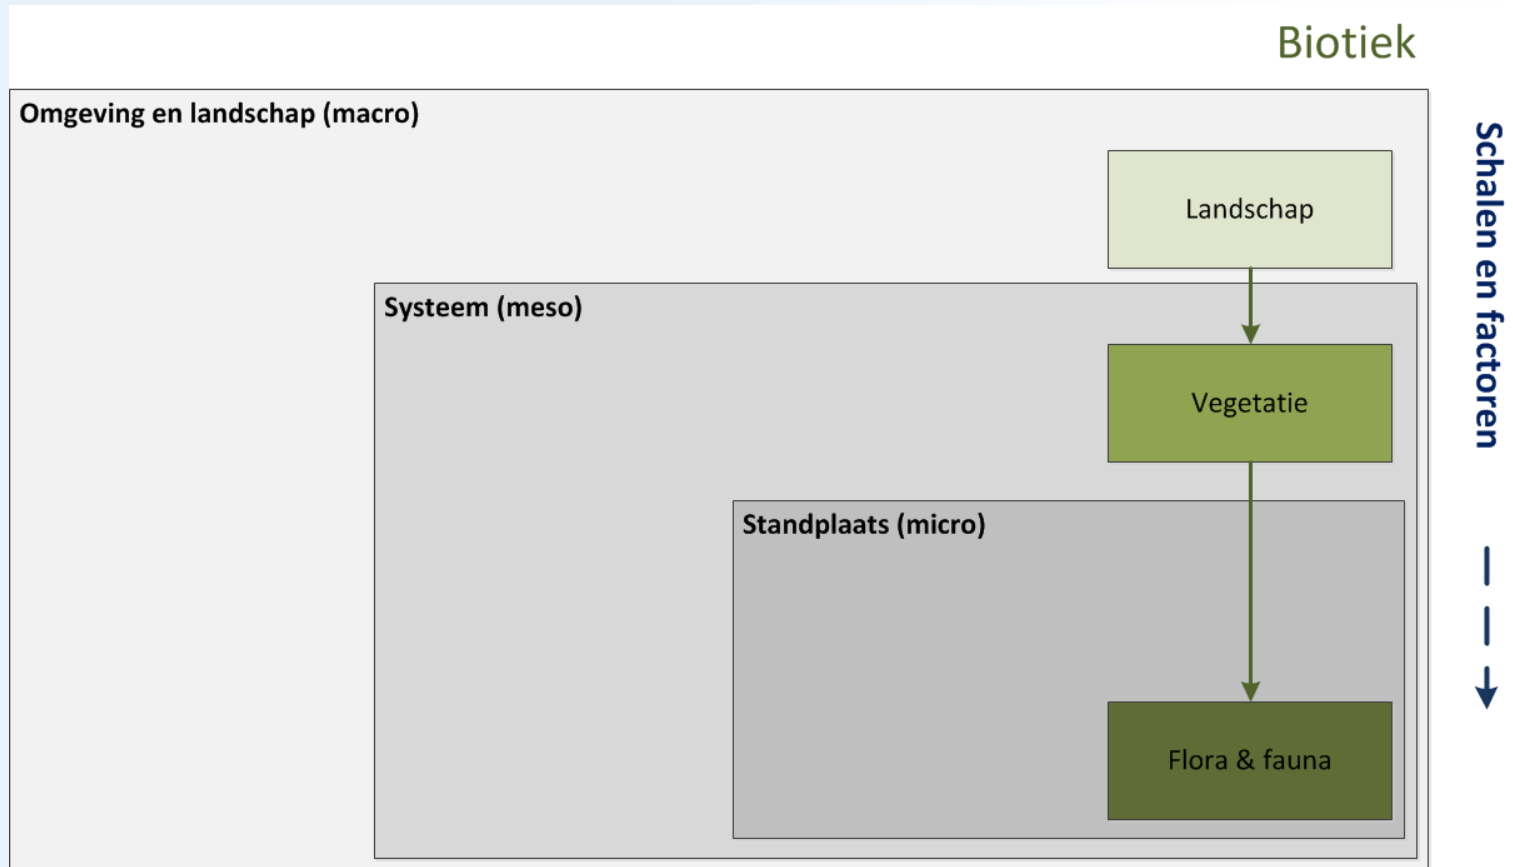 Biotiek
Omgeving en landschap (macro)
Landschap
Systeem (meso)
Vegetatie
Standplaats (micro)
Flora & fauna
Schalen en factoren